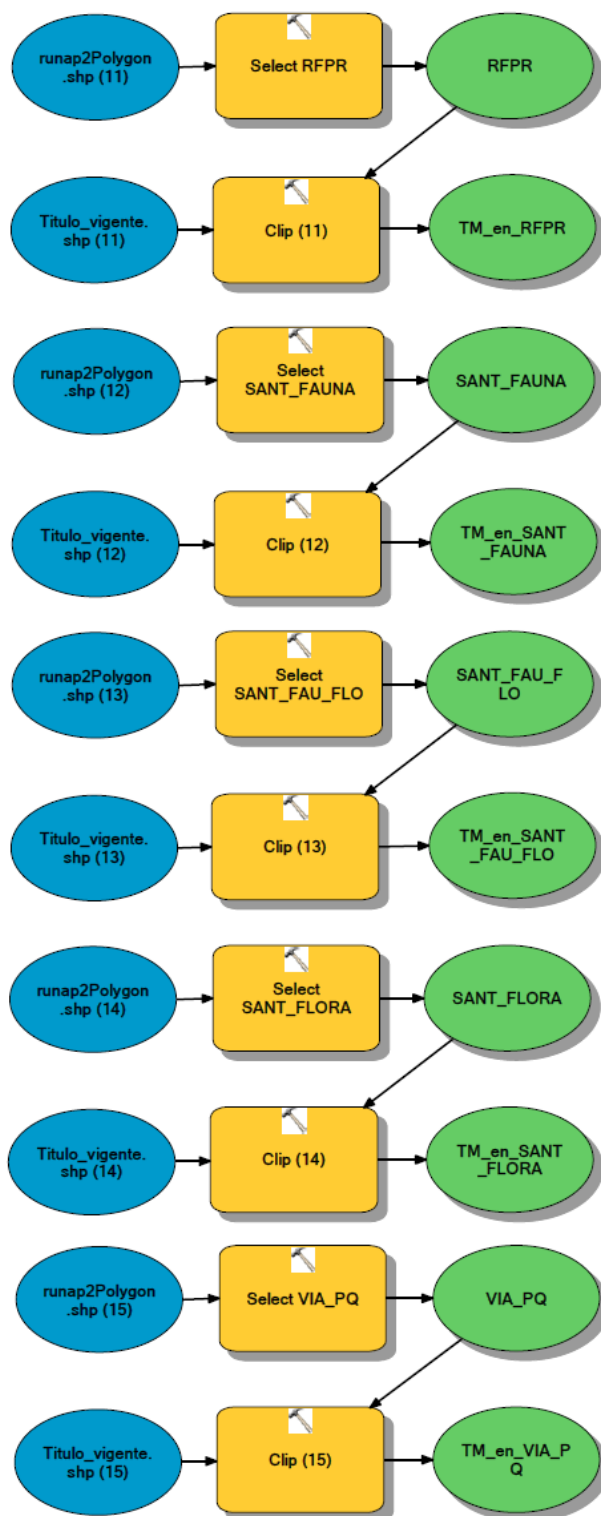 runap2Polygon
.shp (11)
Select RFPR
RFPR
Titulo_vigente.
shp (11)
Clip (11)
TM_en_RFPR
runap2Polygon
.shp (12)
Select
SANT_FAUNA
SANT_FAUNA
Titulo_vigente.
shp (12)
Clip (12)
TM_en_SANT
_FAUNA
runap2Polygon
.shp (13)
Select
SANT_FAU_FLO
SANT_FAU_F
LO
Titulo_vigente.
shp (13)
Clip (13)
TM_en_SANT
_FAU_FLO
runap2Polygon
.shp (14)
Select
SANT_FLORA
SANT_FLORA
Titulo_vigente.
shp (14)
Clip (14)
TM_en_SANT
_FLORA
runap2Polygon
.shp (15)
Select VIA_PQ
VIA_PQ
Titulo_vigente.
shp (15)
Clip (15)
TM_en_VIA_P
Q